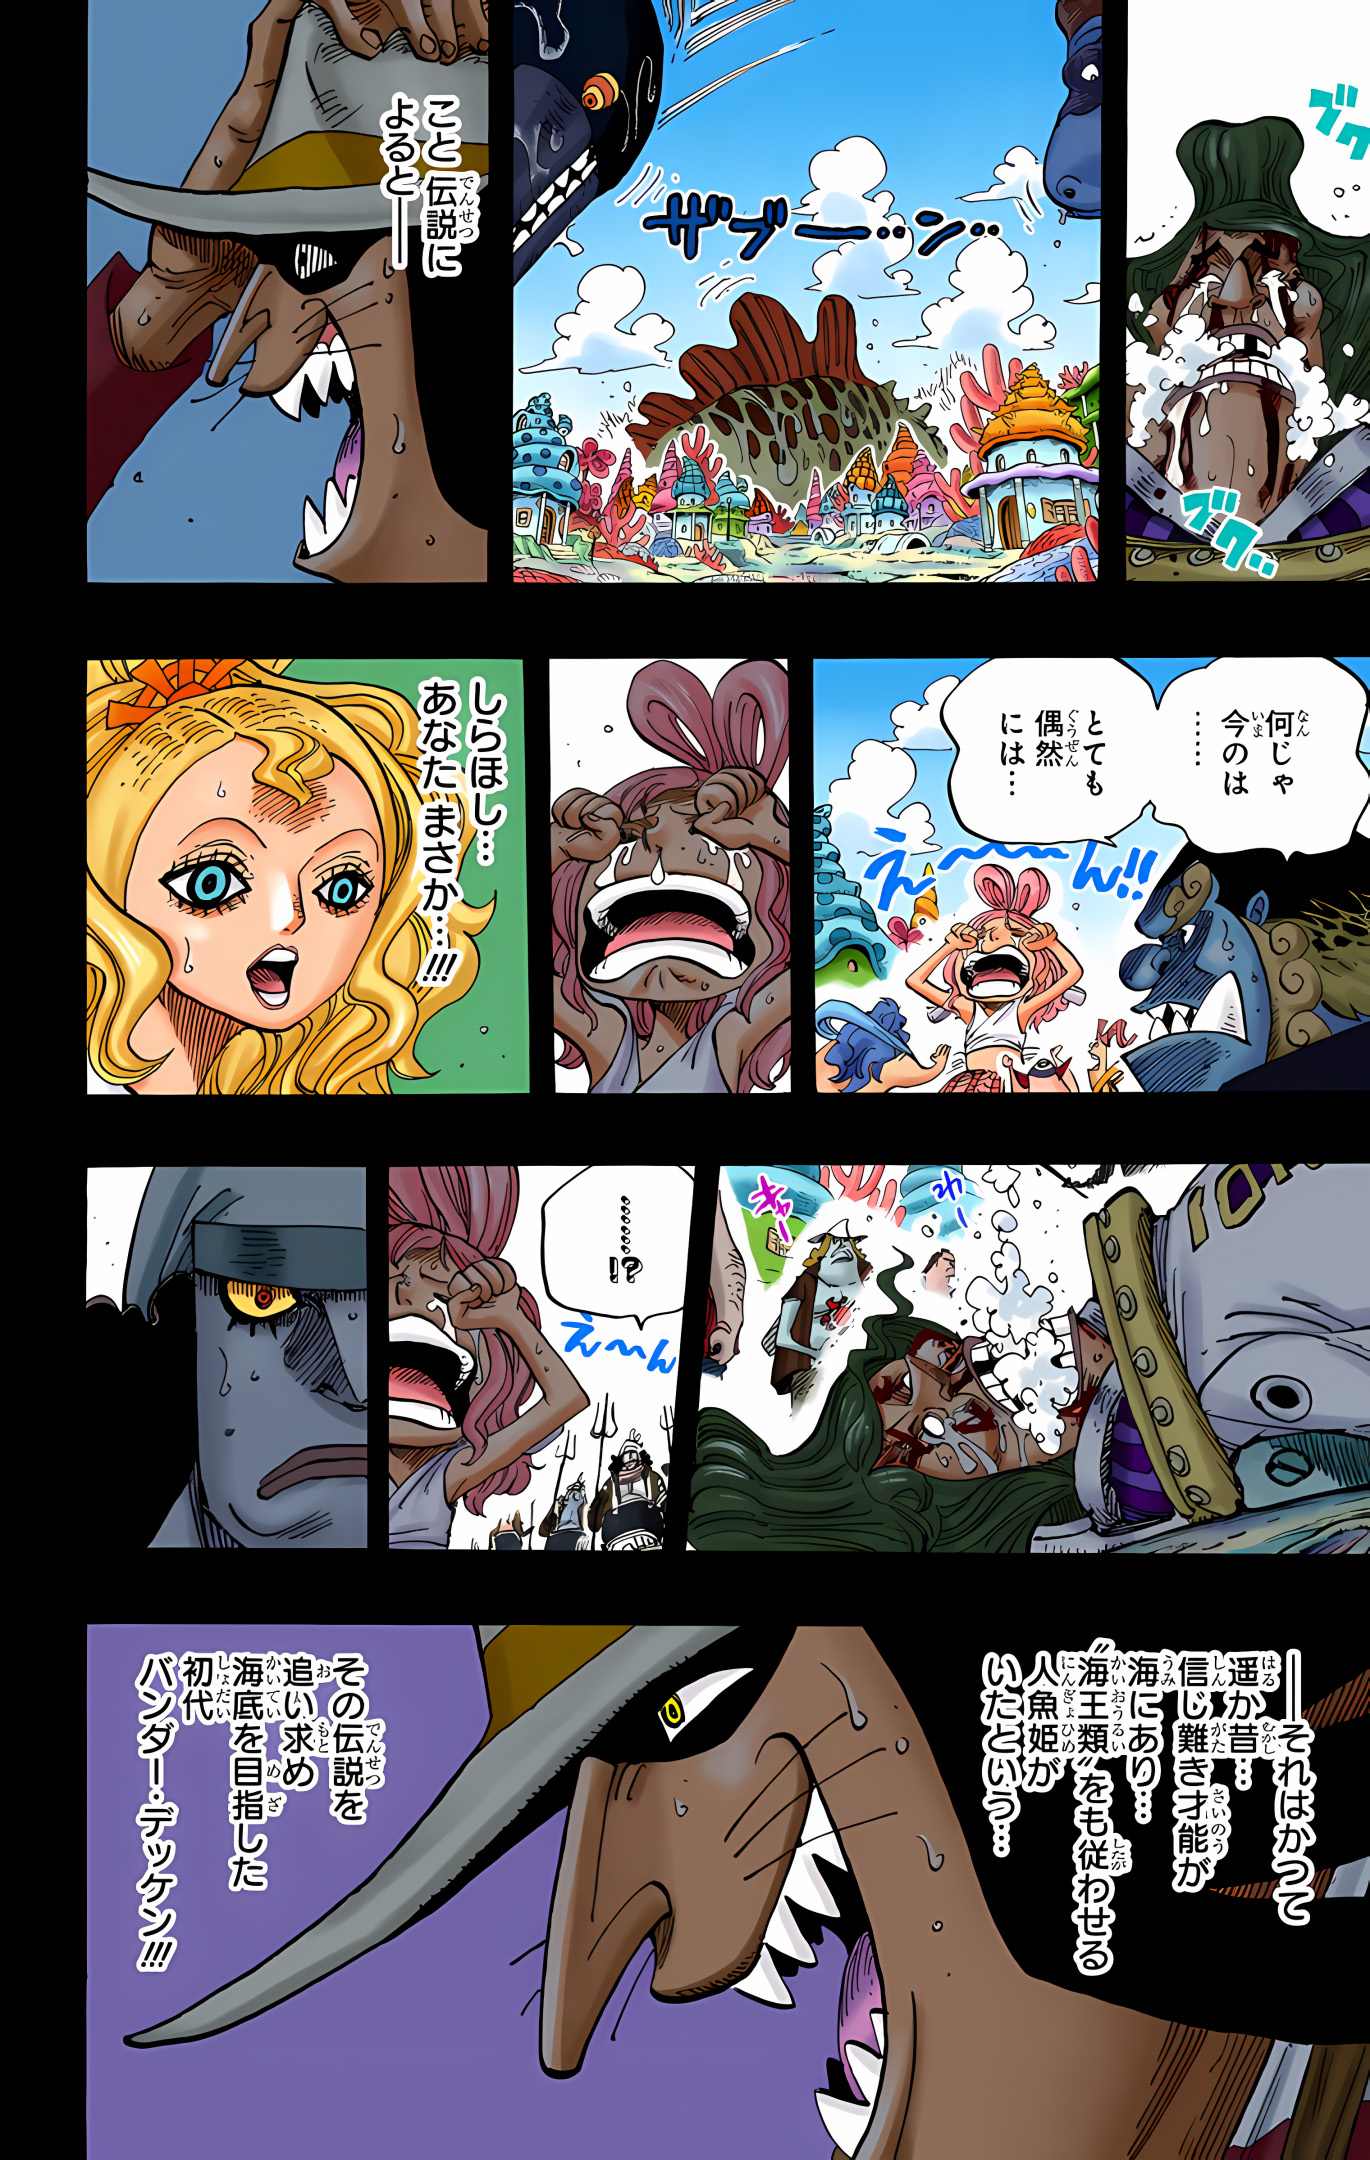 ブク
ブクブク‥
ザブー‥ン‥
こと 伝説に
よると──
何じゃ
今のは
……
とても
偶然
には…
え〜〜〜ん!!
しらほし…
あなた まさか…!!!
わー
キャー
……!?
え〜〜ん
──それはかつて
遥か昔…
信じ難き才能が
海にあり…
〝海王類〟をも従わせる
人魚姫が
いたという…
その伝説を
追い求め
海底を目指した
初代
バンダー・デッケン!!!